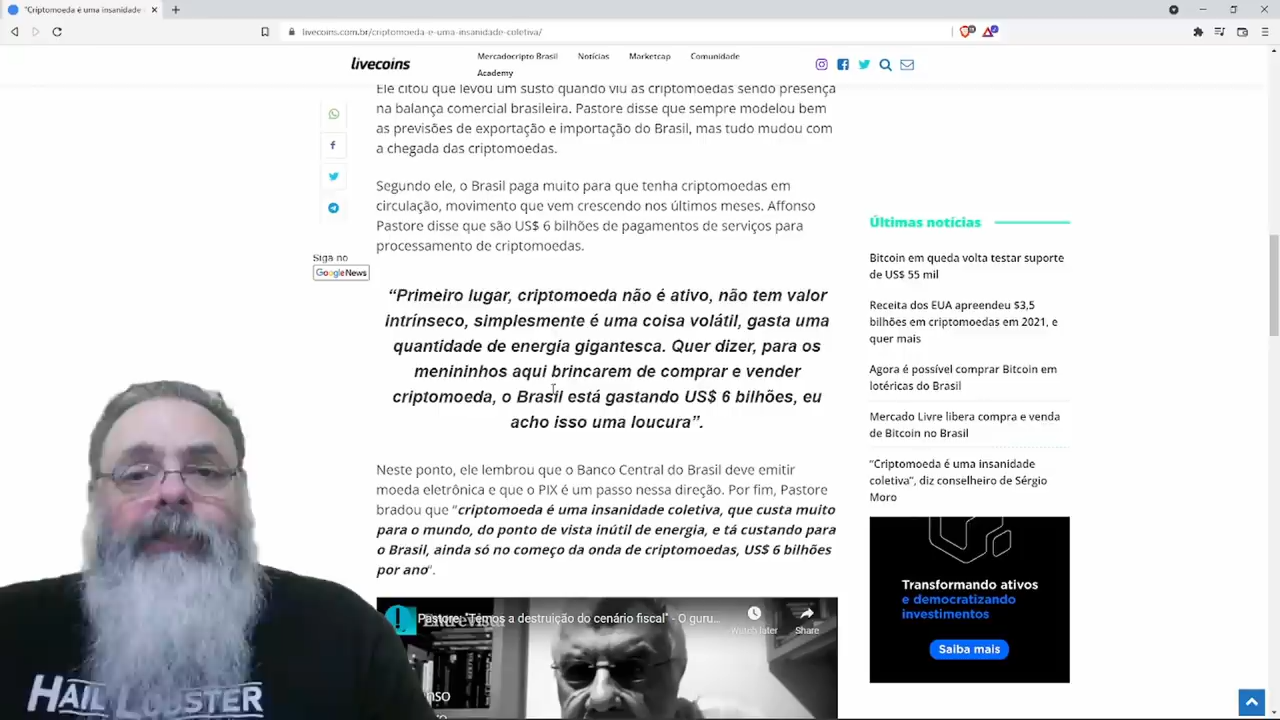 "Criptomoeda é uma insanidade
livecoins.com.br/criptomoeda-e-uma-insanidade-coletiva/
livecoins
Mercadocripto Brasil
Notícias
Marketcap
Comunidade
Academy
Ele citou que levou um susto quando viu as criptomoedas sendo presença
na balança comercial brasileira. Pastore disse que sempre modelou bem
as previsões de exportação e importação do Brasil, mas tudo mudou com
a chegada das criptomoedas.
Segundo ele, o Brasil paga muito para que tenha criptomoedas em
circulação, movimento que vem crescendo nos últimos meses. Affonso
Pastore disse que são US$ 6 bilhões de pagamentos de serviços para
processamento de criptomoedas.
Siga no
Google News
“Primeiro lugar, criptomoeda não é ativo, não tem valor
intrínseco, simplesmente é uma coisa volátil, gasta uma
quantidade de energia gigantesca. Quer dizer, para os
menininhos aqui brincarem de comprar e vender
criptomoeda, o Brasil está gastando US$ 6 bilhões, eu
acho isso uma loucura”.
Neste ponto, ele lembrou que o Banco Central do Brasil deve emitir
moeda eletrônica e que o PIX é um passo nessa direção. Por fim, Pastore
bradou que “criptomoeda é uma insanidade coletiva, que custa muito
para o mundo, do ponto de vista inútil de energia, e tá custando para
o Brasil, ainda só no começo da onda de criptomoedas, US$ 6 bilhões
por ano“.
Pastore: "Temos a destruição do cenário fiscal" - O guru...
Watch later
Share
Últimas notícias
Bitcoin em queda volta testar suporte
de US$ 55 mil
Receita dos EUA apreendeu $3,5
bilhões em criptomoedas em 2021, e
quer mais
Agora é possível comprar Bitcoin em
lotéricas do Brasil
Mercado Livre libera compra e venda
de Bitcoin no Brasil
“Criptomoeda é uma insanidade
coletiva”, diz conselheiro de Sérgio
Moro
Transformando ativos
e democratizando
investimentos
Saiba mais
HAIL LOBSTER